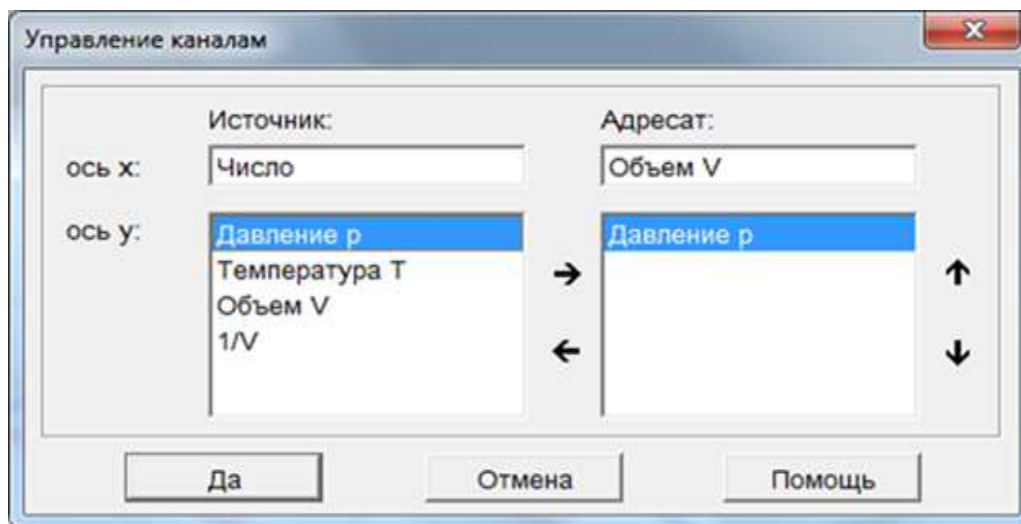 Управление каналам
Источник: Адресат:
ось x: Число Объем V
ось y: Давление p Давление p
Температура T
Объем V
1/V
Да Отмена Помощь